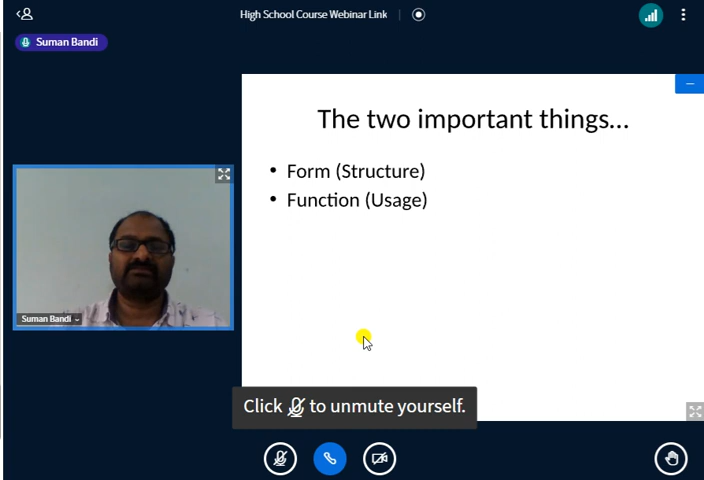 High School Course Webinar Link
Suman Bandi
The two important things...
• Form (Structure)
• Function (Usage)
Suman Bandi
Click to unmute yourself.